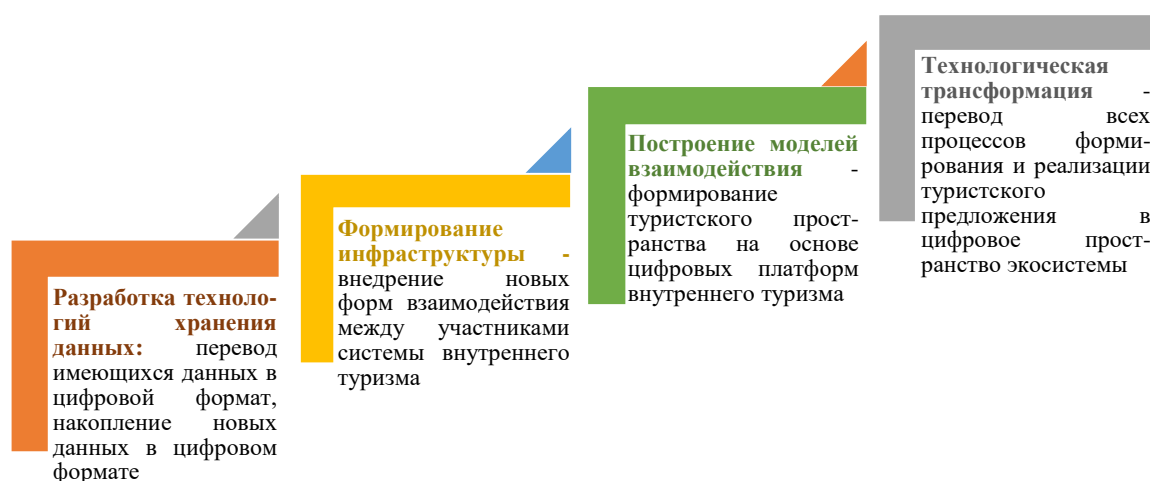 Разработка техноло-
гий хранения
данных: перевод
имеющихся данных в
цифровой формат,
накопление новых
данных в цифровом
формате
Формирование
инфраструктуры -
внедрение новых
форм взаимодействия
между участниками
системы внутреннего
туризма
Построение моделей
взаимодействия -
формирование
туристского прост-
ранства на основе
цифровых платформ
внутреннего туризма
Технологическая
трансформация -
перевод всех
процессов форми-
рования и реализации
туристского
предложения в
цифровое прост-
ранство экосистемы